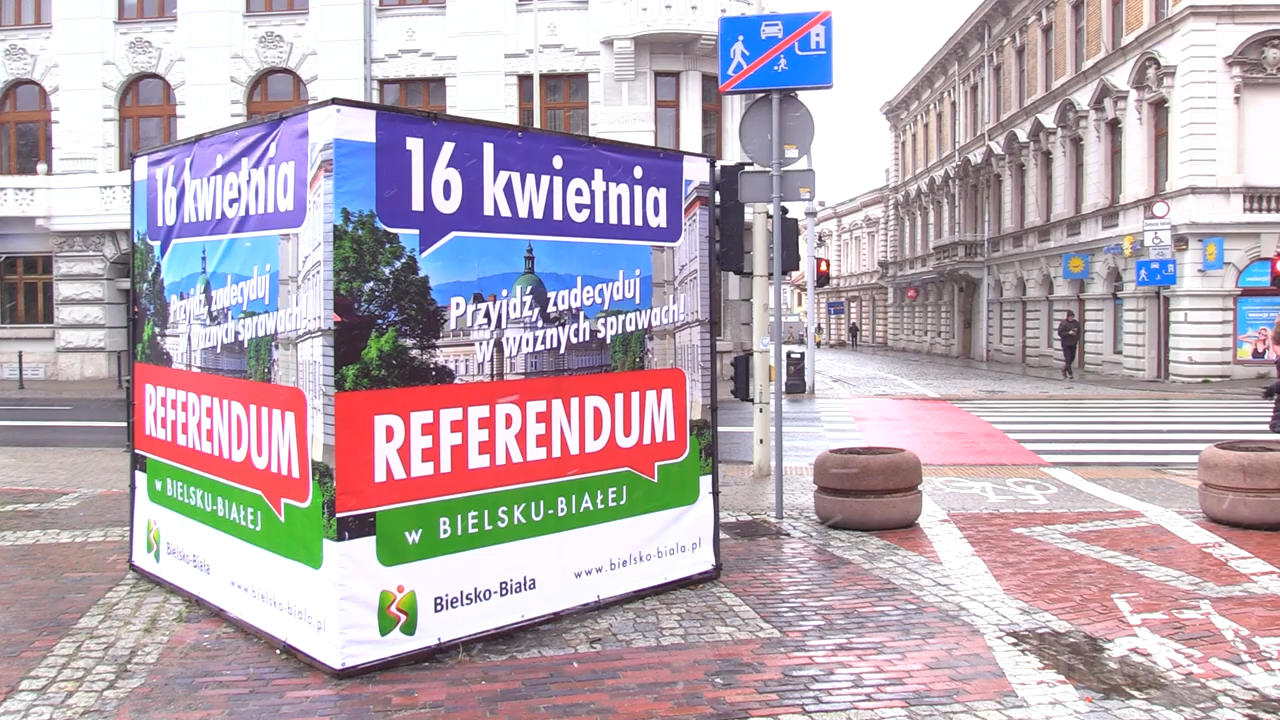 16 kwietnia
Przyjdź, zadecyduj
w ważnych sprawach!
REFERENDUM
w BIELSKU-BIAŁEJ
Bielsko-Biała
www.bielsko-biala.pl
16 kwietnia
Przyjdź, zadecyduj
w ważnych sprawach!
REFERENDUM
w BIELSKU-BIAŁEJ
Bielsko-Biała
www.bielsko-biala.pl